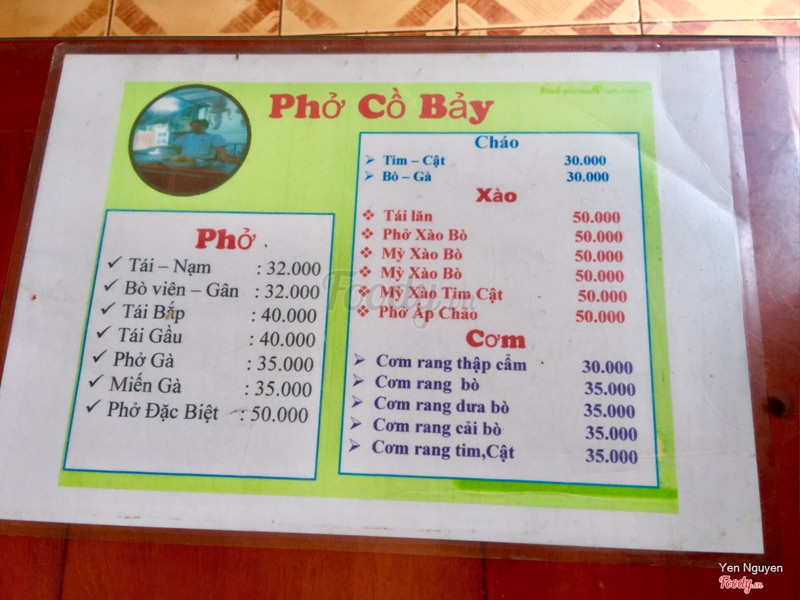 Phở Cồ Bảy
Phở
Tái – Nạm : 32.000
Bò viên – Gân : 32.000
Tái Bắp : 40.000
Tái Gầu : 40.000
Phở Gà : 35.000
Miến Gà : 35.000
Phở Đặc Biệt : 50.000
Cháo
Tim – Cật 30.000
Bò – Gà 30.000
Xào
Tái lăn 50.000
Phở Xào Bò 50.000
Mỳ Xào Bò 50.000
Mỳ Xào Bò 50.000
Mỳ Xào Tim Cật 50.000
Phở Áp Chảo 50.000
Cơm
Cơm rang thập cẩm 30.000
Cơm rang bò 35.000
Cơm rang dưa bò 35.000
Cơm rang cải bò 35.000
Cơm rang tim,Cật 35.000
Foody.vn
Yen Nguyen
Foody.vn